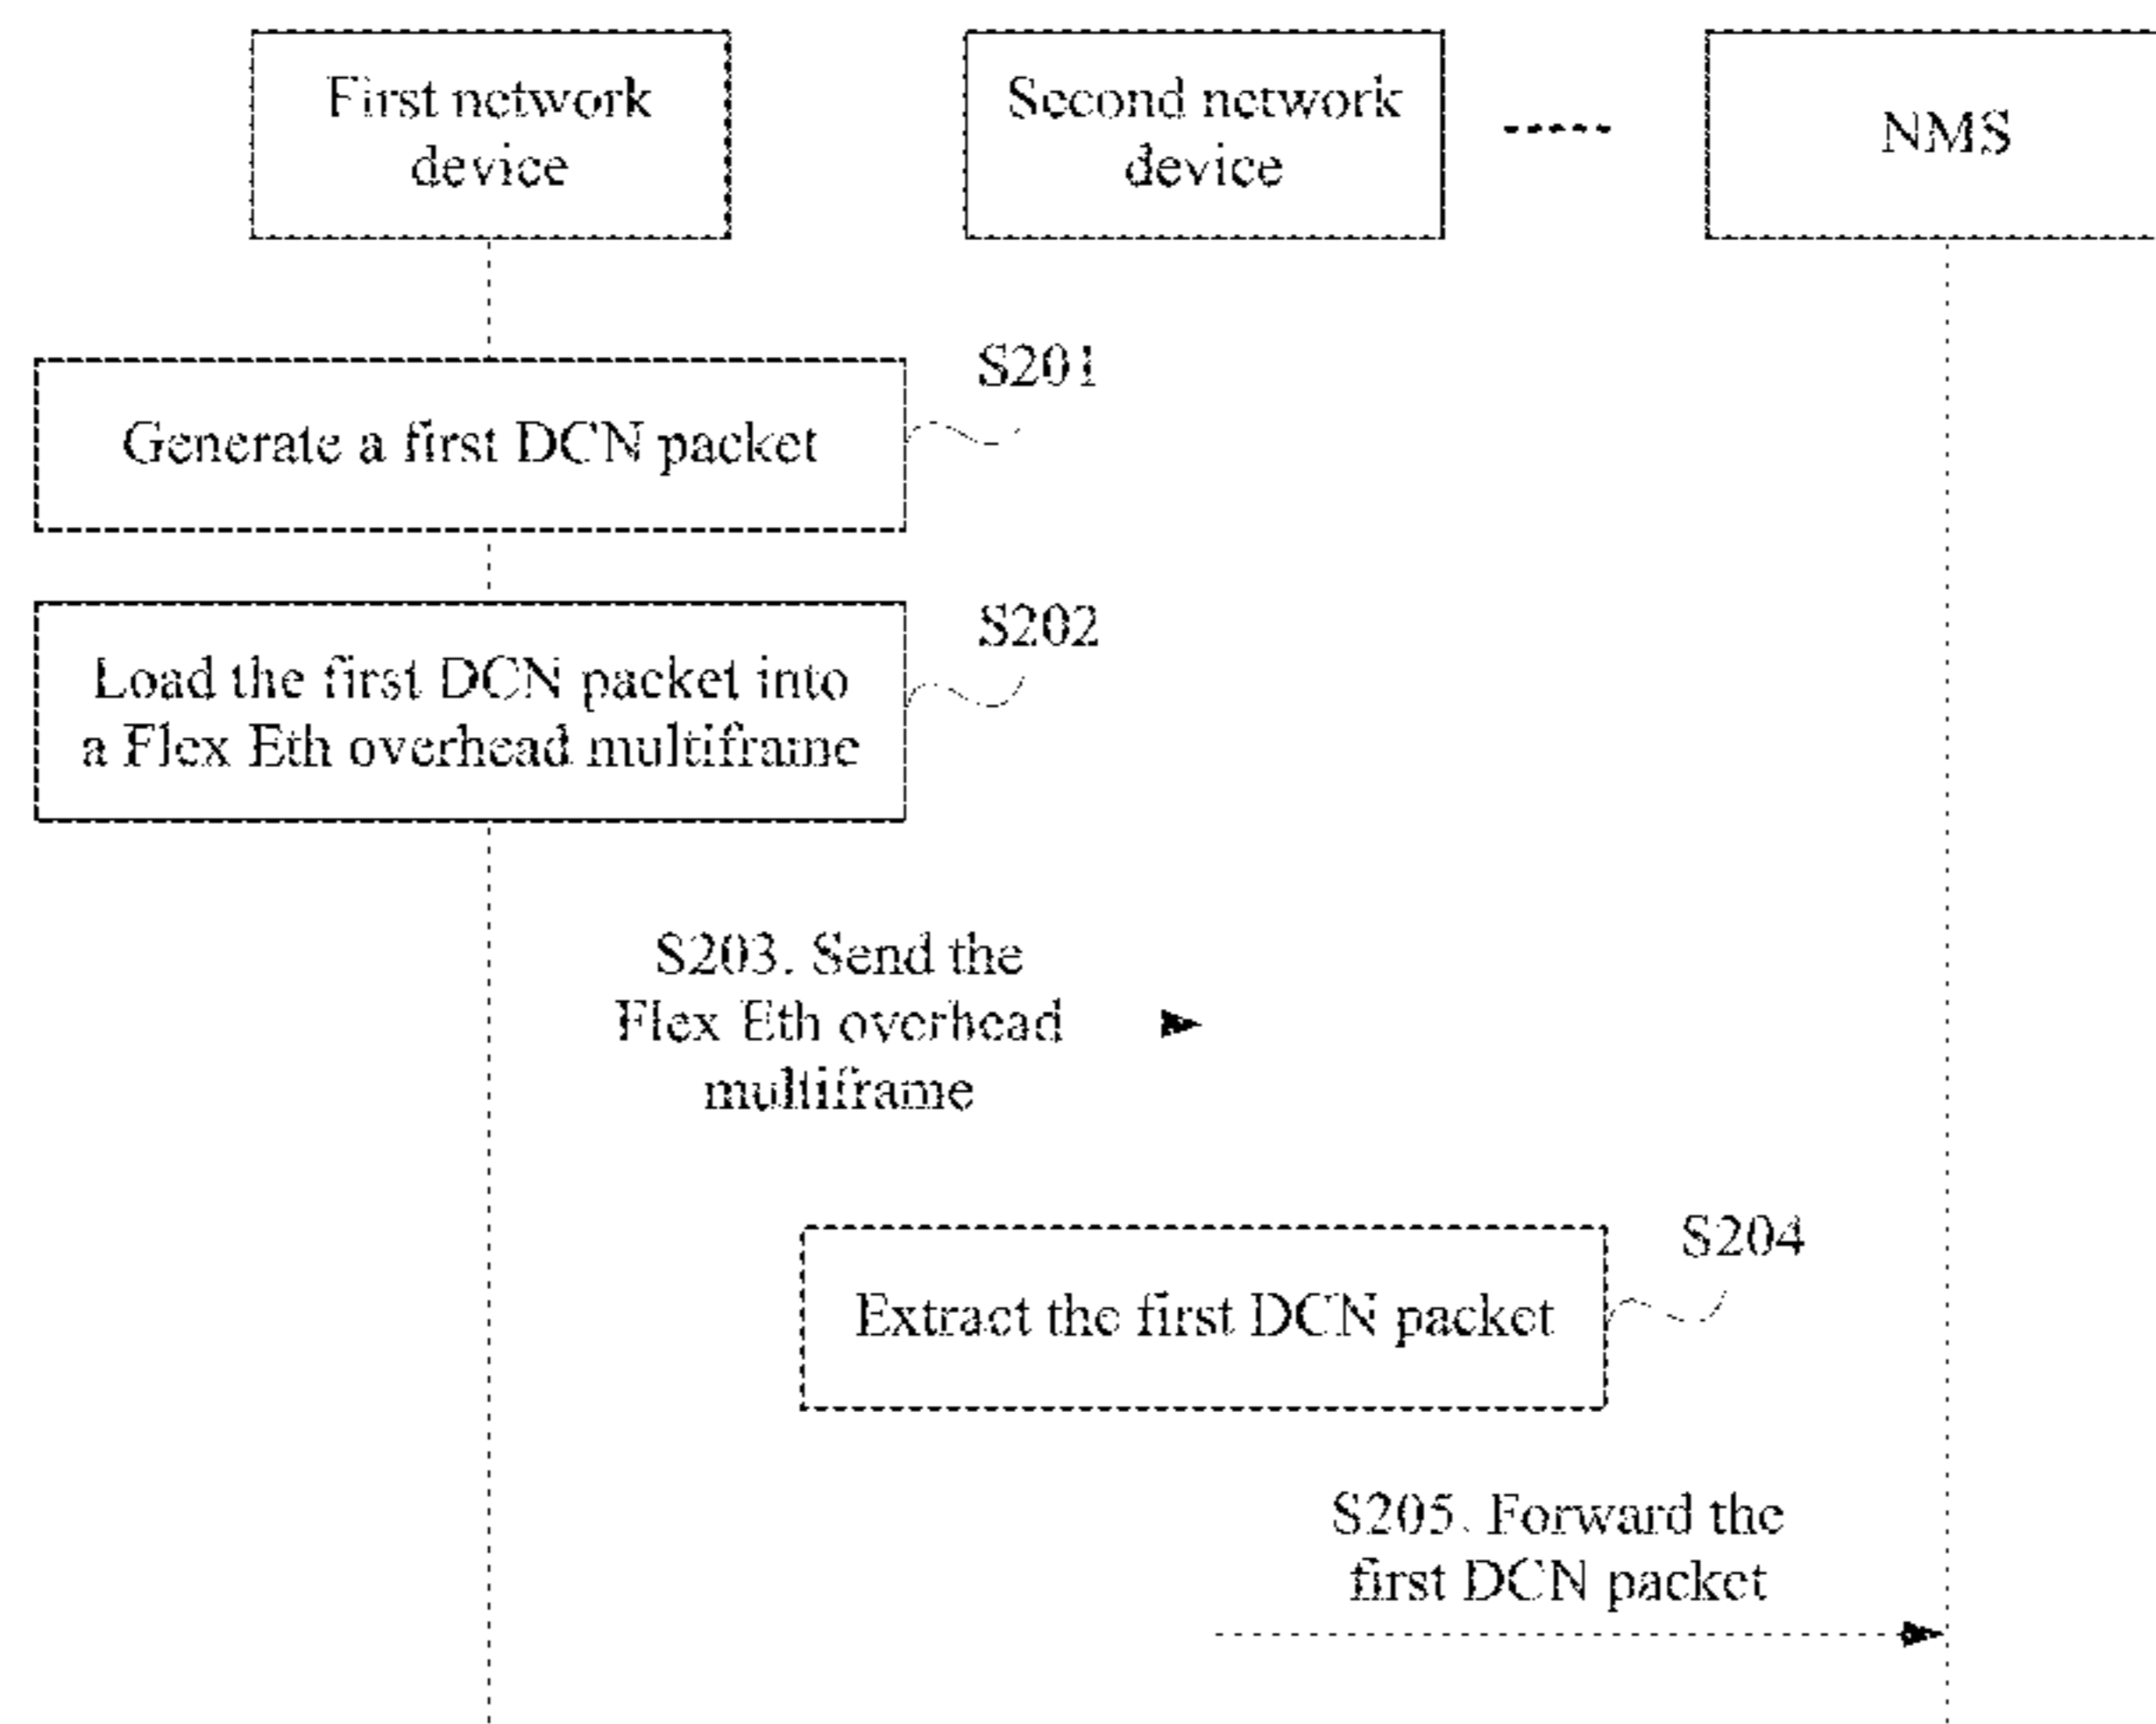 First network
device
Second network
device
NMS
S201
Generate a first DCN packet
S202
Load the first DCN packet into
a Flex Eth overhead multiframe
S203. Send the
Flex Eth overhead
multiframe
S204
Extract the first DCN packet
S205. Forward the
first DCN packet